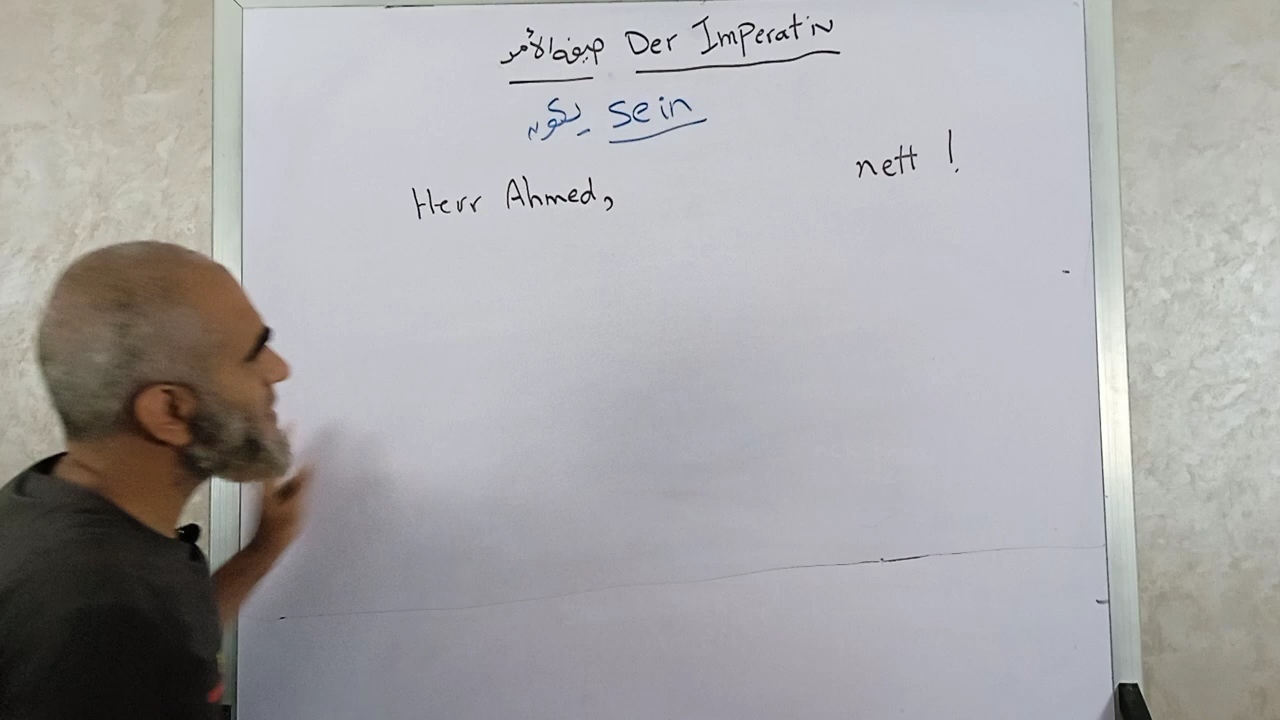 صيغة الأمر Der Imperativ
يكون sein
Herr Ahmed, nett !